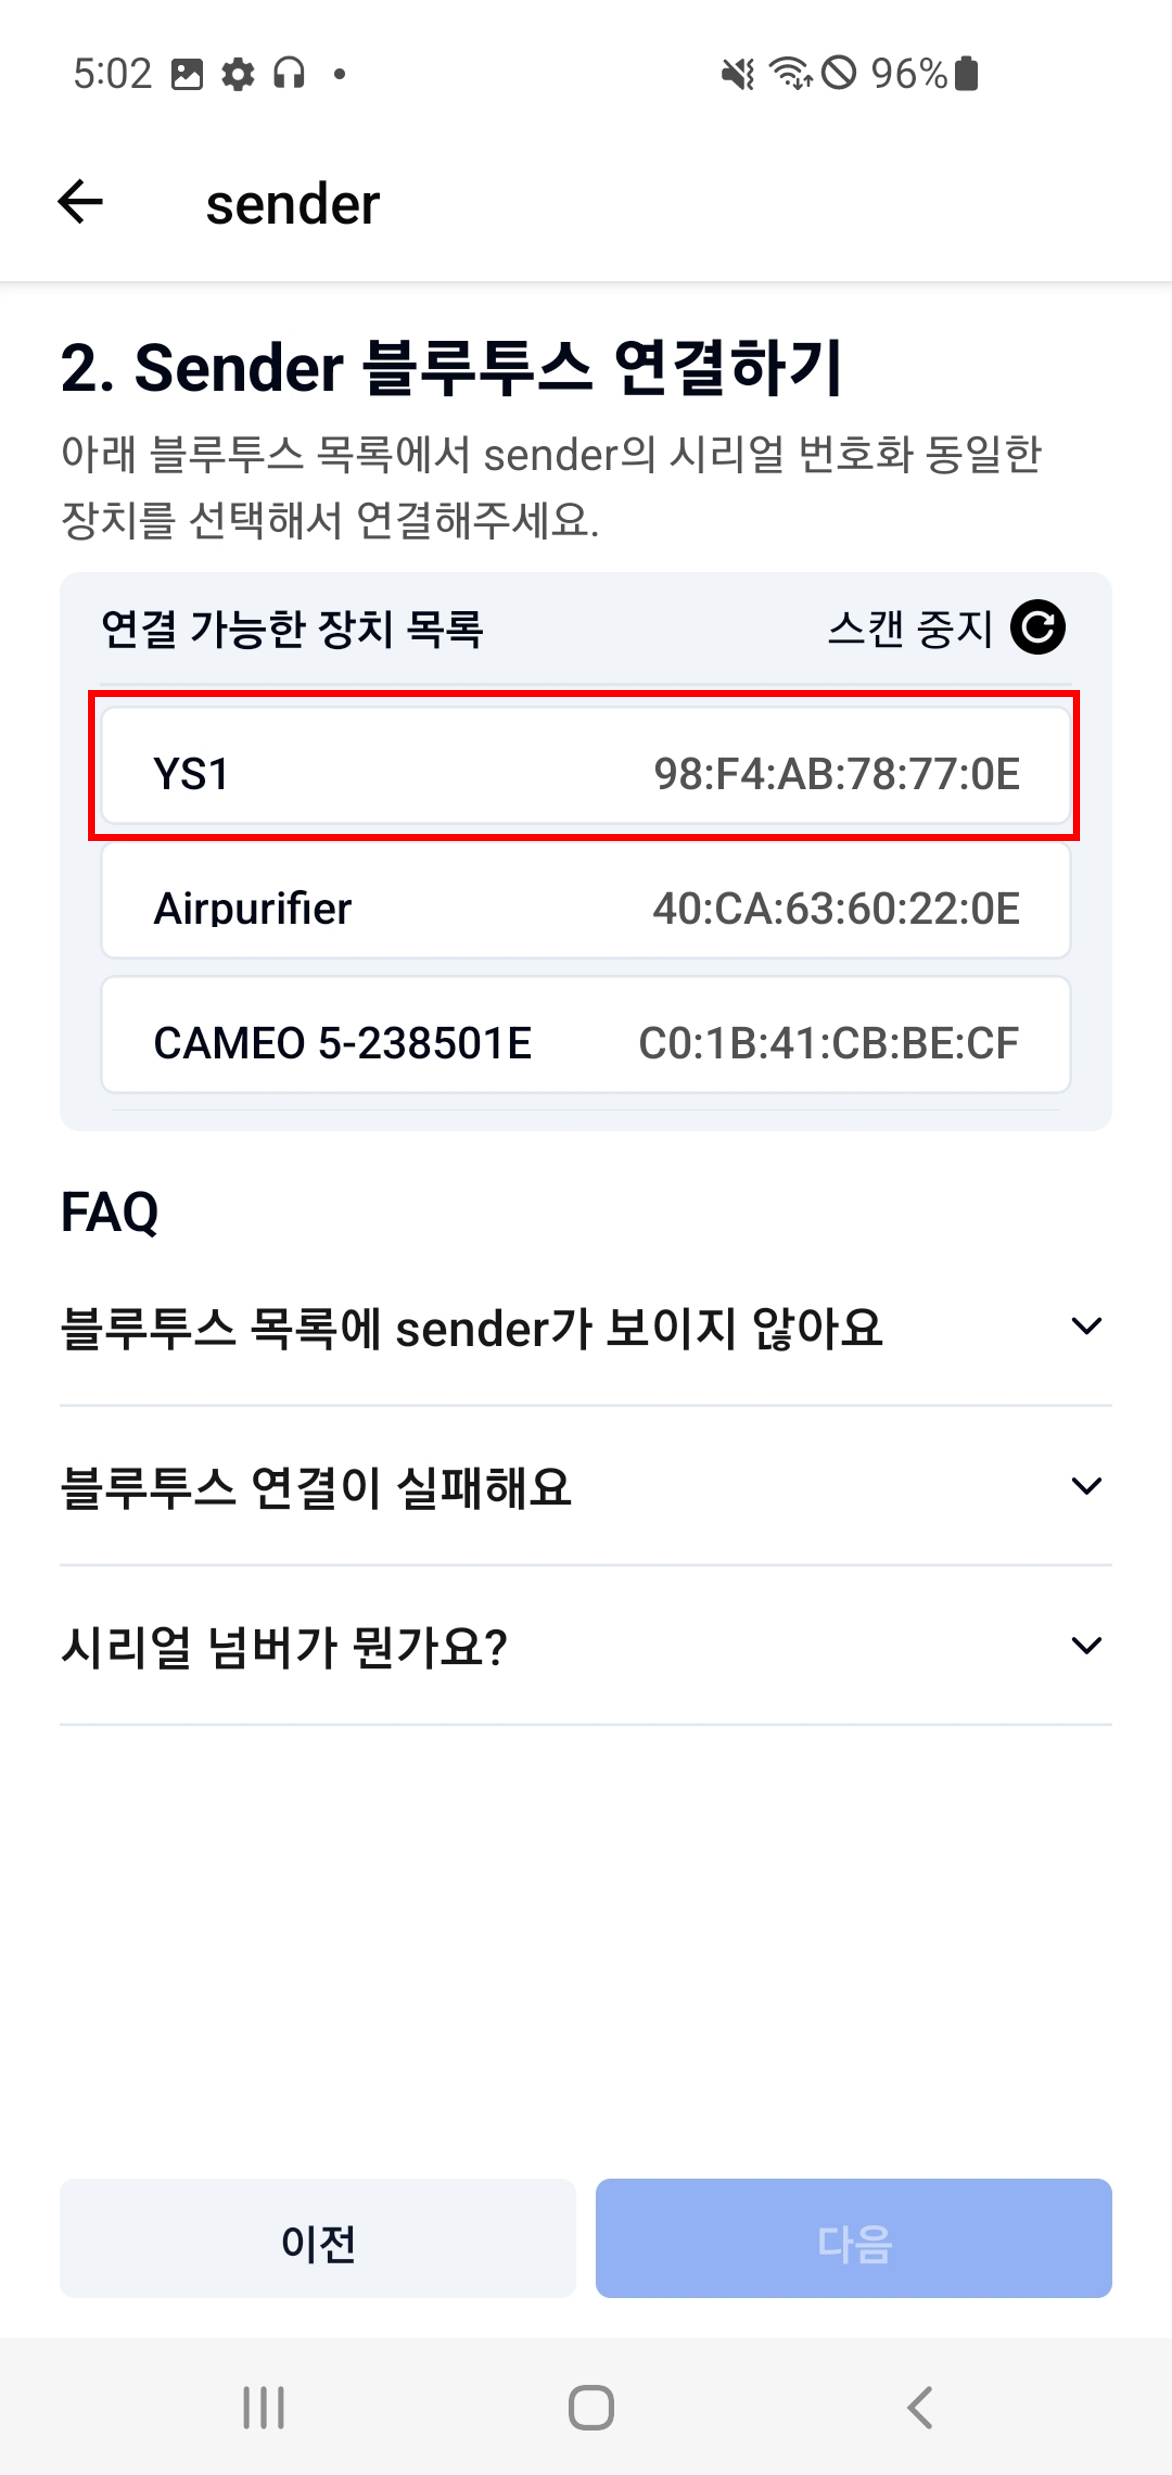 5:02
96%
sender
2. Sender 블루투스 연결하기
아래 블루투스 목록에서 sender의 시리얼 번호화 동일한
장치를 선택해서 연결해주세요.
연결 가능한 장치 목록 스캔 중지
YS1 98:F4:AB:78:77:0E
Airpurifier 40:CA:63:60:22:0E
CAMEO 5-238501E C0:1B:41:CB:BE:CF
FAQ
블루투스 목록에 sender가 보이지 않아요
블루투스 연결이 실패해요
시리얼 넘버가 뭔가요?
이전 다음